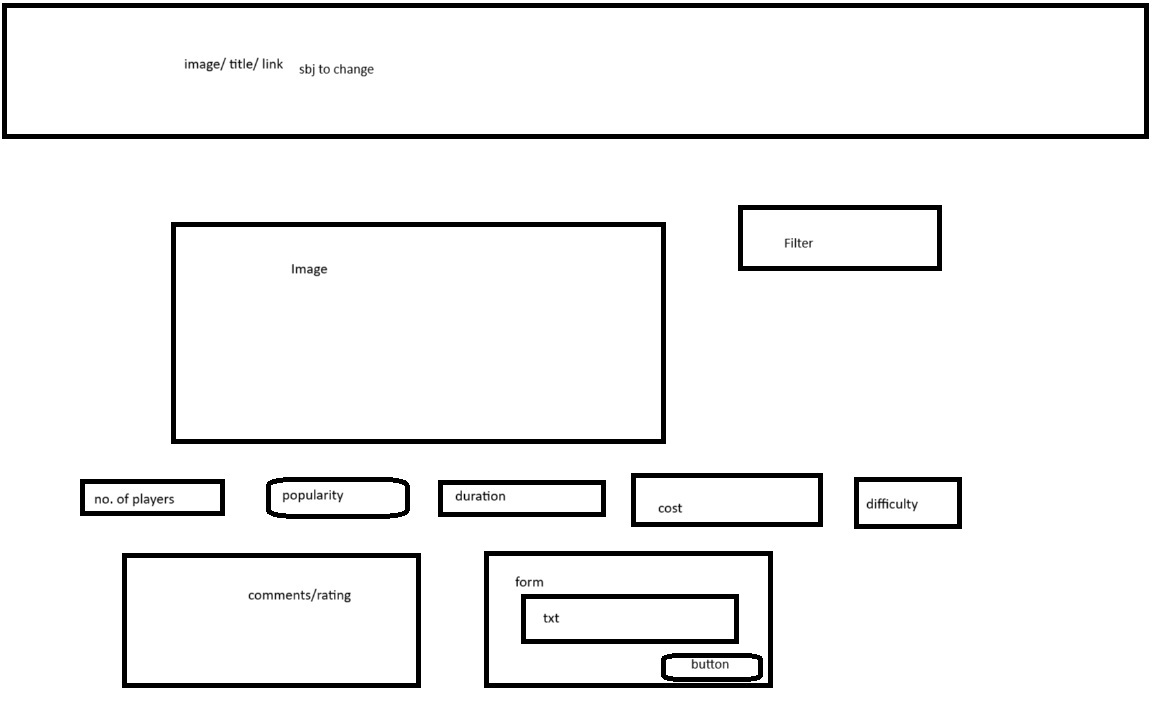 image/ title/ link sbj to change
Filter
Image
no. of players
popularity
duration
cost
difficulty
comments/rating
form
txt
button